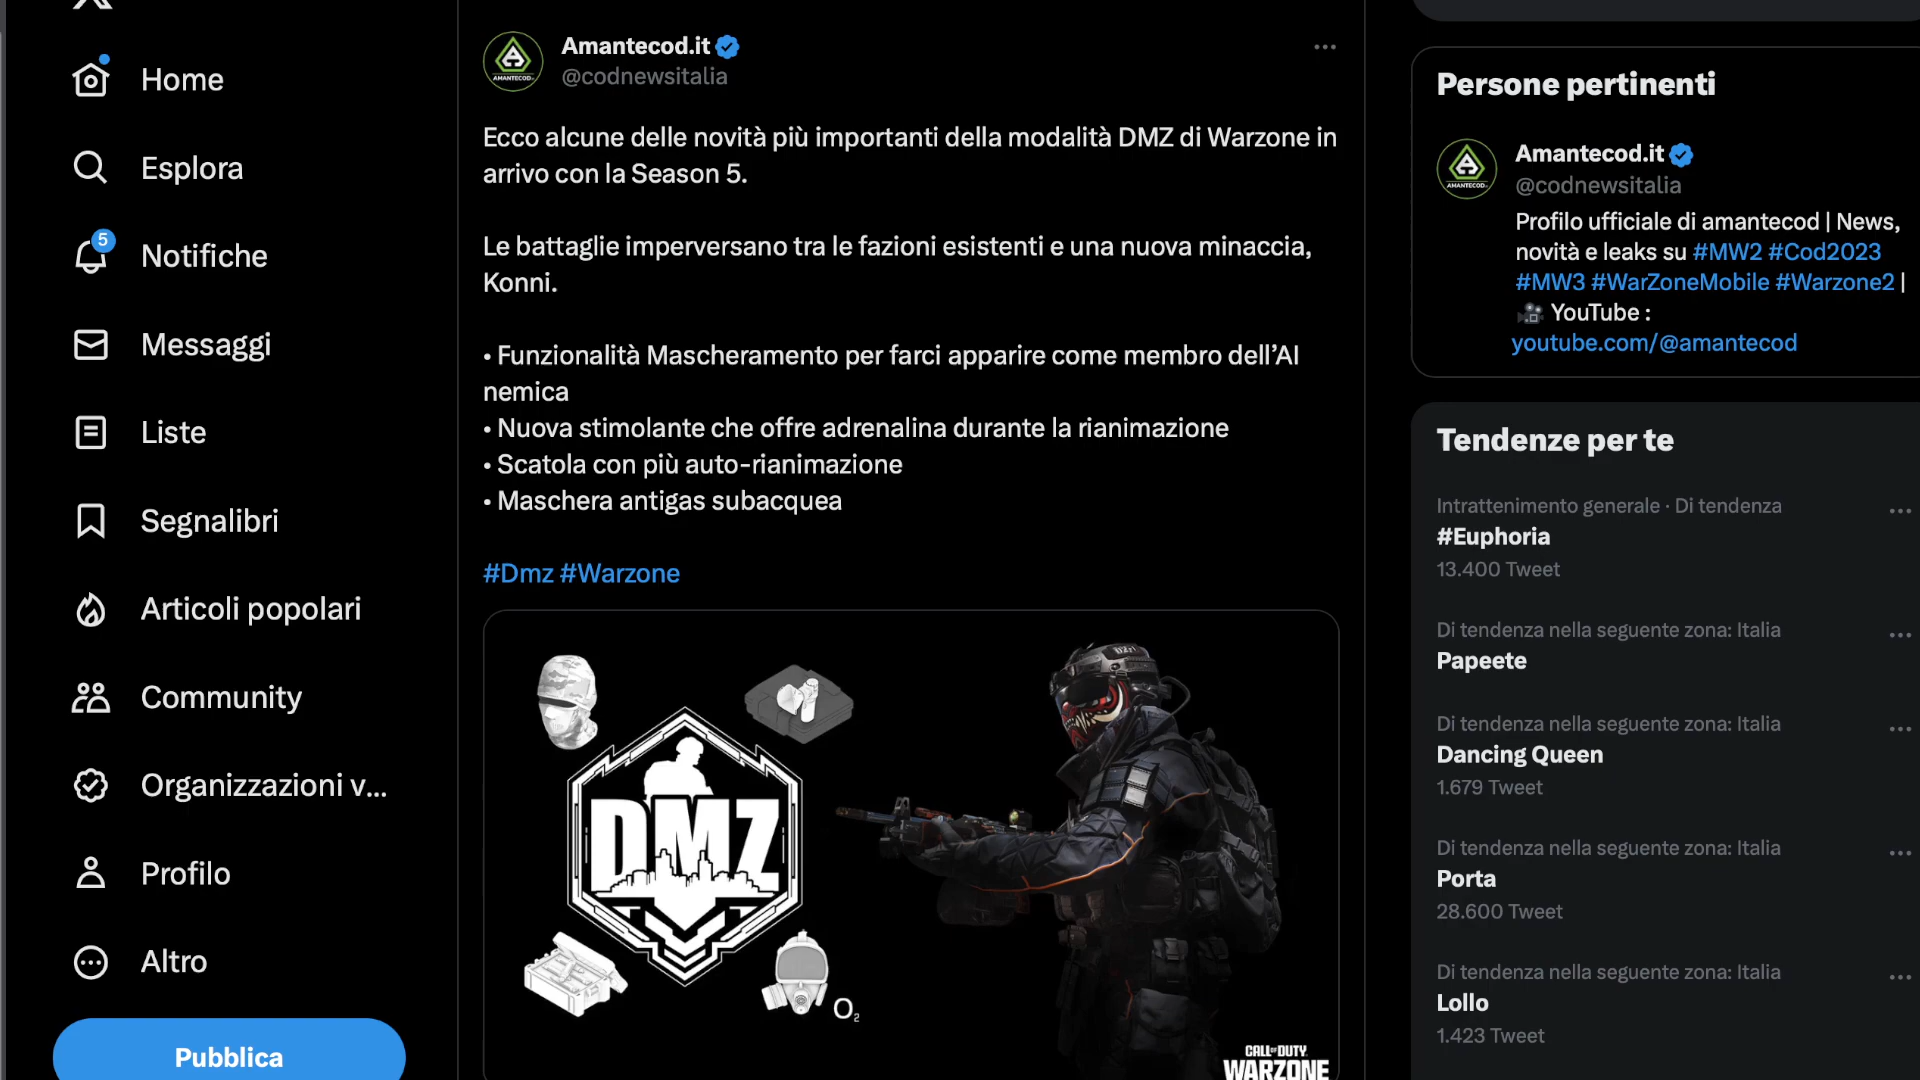 Home
Esplora
5
Notifiche
Messaggi
Liste
Segnalibri
Articoli popolari
Community
Organizzazioni v...
Profilo
Altro
Pubblica
AMANTECOD
Amantecod.it
@codnewsitalia
Ecco alcune delle novità più importanti della modalità DMZ di Warzone in
arrivo con la Season 5.
Le battaglie imperversano tra le fazioni esistenti e una nuova minaccia,
Konni.
• Funzionalità Mascheramento per farci apparire come membro dell’AI
nemica
• Nuova stimolante che offre adrenalina durante la rianimazione
• Scatola con più auto-rianimazione
• Maschera antigas subacquea
#Dmz #Warzone
DMZ
O₂
CALL OF DUTY
WARZONE
Persone pertinenti
AMANTECOD
Amantecod.it
@codnewsitalia
Profilo ufficiale di amantecod | News,
novità e leaks su #MW2 #Cod2023
#MW3 #WarZoneMobile #Warzone2 |
🎥 YouTube :
youtube.com/@amantecod
Tendenze per te
Intrattenimento generale · Di tendenza
#Euphoria
13.400 Tweet
Di tendenza nella seguente zona: Italia
Papeete
Di tendenza nella seguente zona: Italia
Dancing Queen
1.679 Tweet
Di tendenza nella seguente zona: Italia
Porta
28.600 Tweet
Di tendenza nella seguente zona: Italia
Lollo
1.423 Tweet